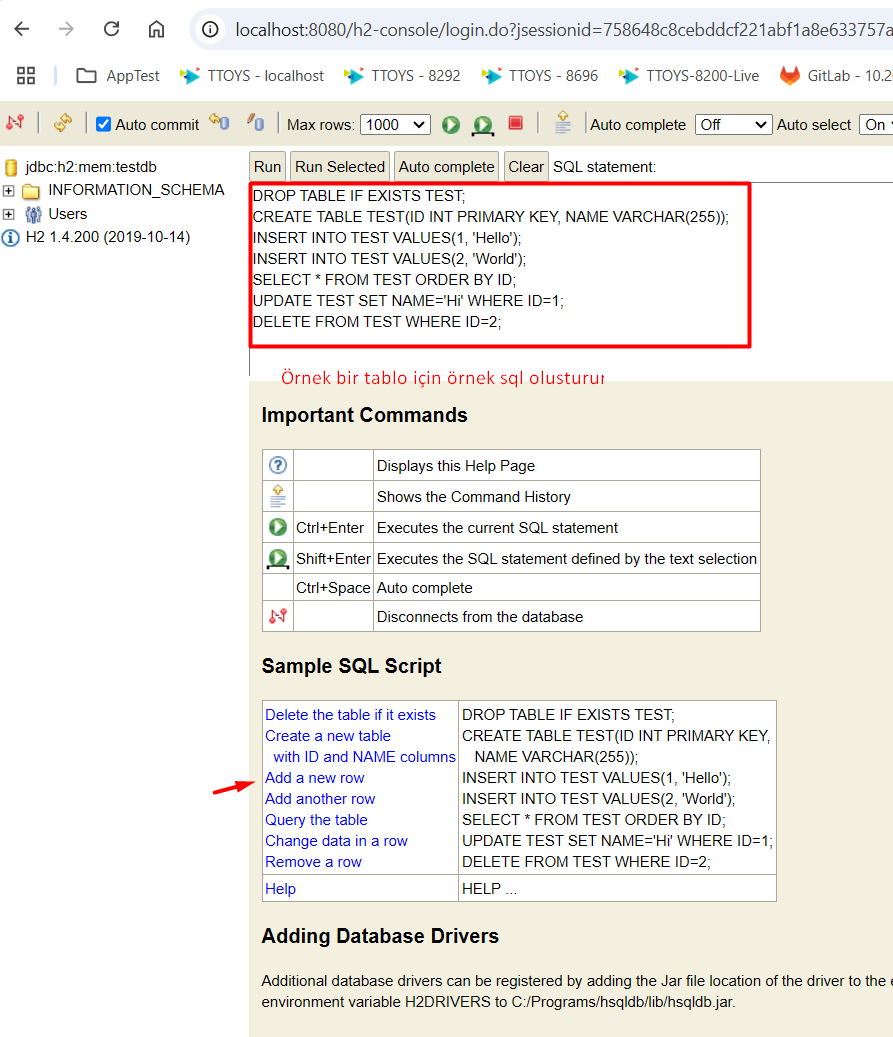 localhost:8080/h2-console/login.do?jsessionid=758648c8cebddcf221abf1a8e633757a
AppTest TTOYS - localhost TTOYS - 8292 TTOYS - 8696 TTOYS-8200-Live GitLab - 10.2
Auto commit Max rows: 1000 Auto complete Off Auto select On
jdbc:h2:mem:testdb
INFORMATION_SCHEMA
Users
H2 1.4.200 (2019-10-14)
Run Run Selected Auto complete Clear SQL statement:
DROP TABLE IF EXISTS TEST;
CREATE TABLE TEST(ID INT PRIMARY KEY, NAME VARCHAR(255));
INSERT INTO TEST VALUES(1, 'Hello');
INSERT INTO TEST VALUES(2, 'World');
SELECT * FROM TEST ORDER BY ID;
UPDATE TEST SET NAME='Hi' WHERE ID=1;
DELETE FROM TEST WHERE ID=2;
Örnek bir tablo için örnek sql olusturur
Important Commands
Displays this Help Page
Shows the Command History
Ctrl+Enter Executes the current SQL statement
Shift+Enter Executes the SQL statement defined by the text selection
Ctrl+Space Auto complete
Disconnects from the database
Sample SQL Script
Delete the table if it exists DROP TABLE IF EXISTS TEST;
Create a new table CREATE TABLE TEST(ID INT PRIMARY KEY,
with ID and NAME columns NAME VARCHAR(255));
Add a new row INSERT INTO TEST VALUES(1, 'Hello');
Add another row INSERT INTO TEST VALUES(2, 'World');
Query the table SELECT * FROM TEST ORDER BY ID;
Change data in a row UPDATE TEST SET NAME='Hi' WHERE ID=1;
Remove a row DELETE FROM TEST WHERE ID=2;
Help HELP ...
Adding Database Drivers
Additional database drivers can be registered by adding the Jar file location of the driver to the
environment variable H2DRIVERS to C:/Programs/hsqldb/lib/hsqldb.jar.